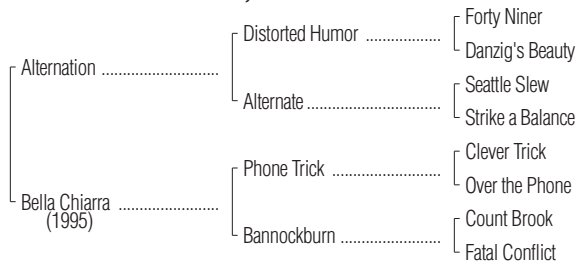 Forty Niner
Distorted Humor ..................
Danzig's Beauty
Alternation ............................
Seattle Slew
Alternate ................................
Strike a Balance
Clever Trick
Phone Trick ..........................
Over the Phone
Bella Chiarra ........................
(1995)
Count Brook
Bannockburn ........................
Fatal Conflict